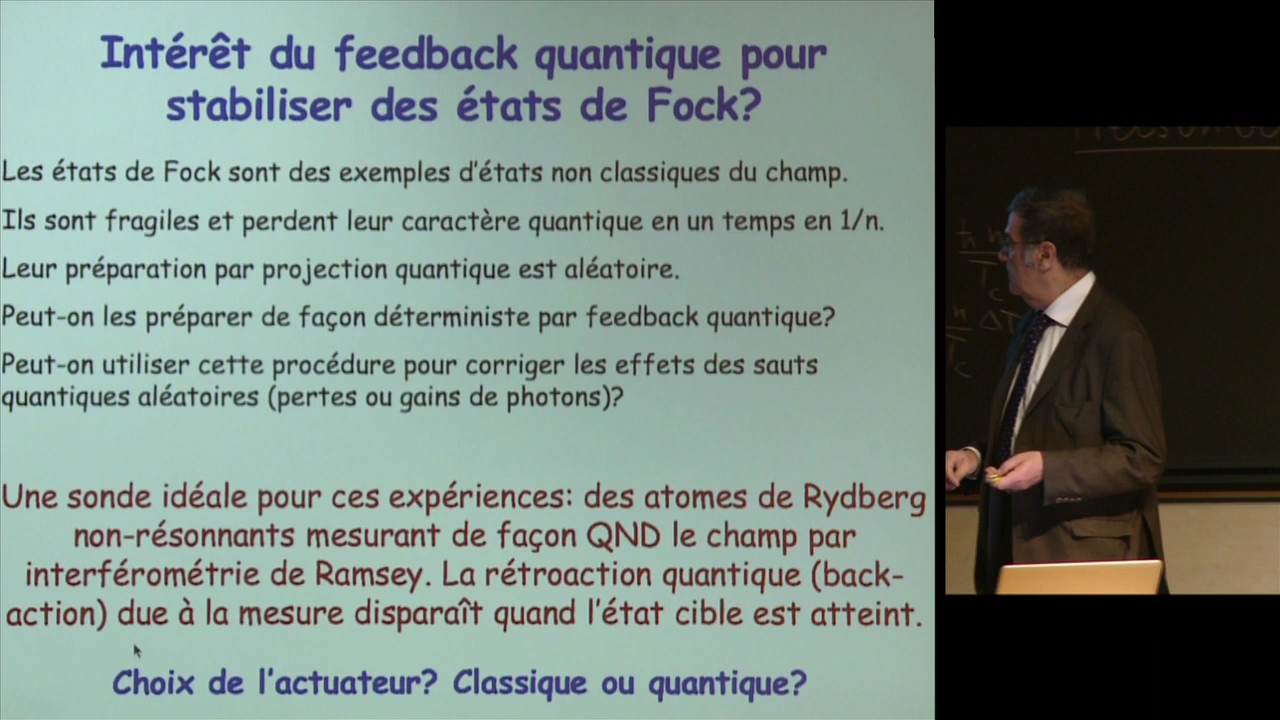 Intérêt du feedback quantique pour
stabiliser des états de Fock?
Les états de Fock sont des exemples d'états non classiques du champ.
Ils sont fragiles et perdent leur caractère quantique en un temps en 1/n.
Leur préparation par projection quantique est aléatoire.
Peut-on les préparer de façon déterministe par feedback quantique?
Peut-on utiliser cette procédure pour corriger les effets des sauts
quantiques aléatoires (pertes ou gains de photons)?
Une sonde idéale pour ces expériences: des atomes de Rydberg
non-résonnants mesurant de façon QND le champ par
interférométrie de Ramsey. La rétroaction quantique (back-
action) due à la mesure disparaît quand l'état cible est atteint.
Choix de l'actuateur? Classique ou quantique?